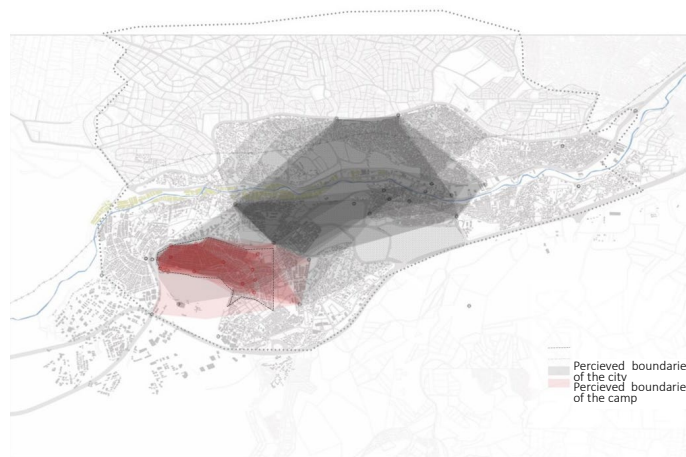 Percieved boundarie
of the city
Percieved boundarie
of the camp